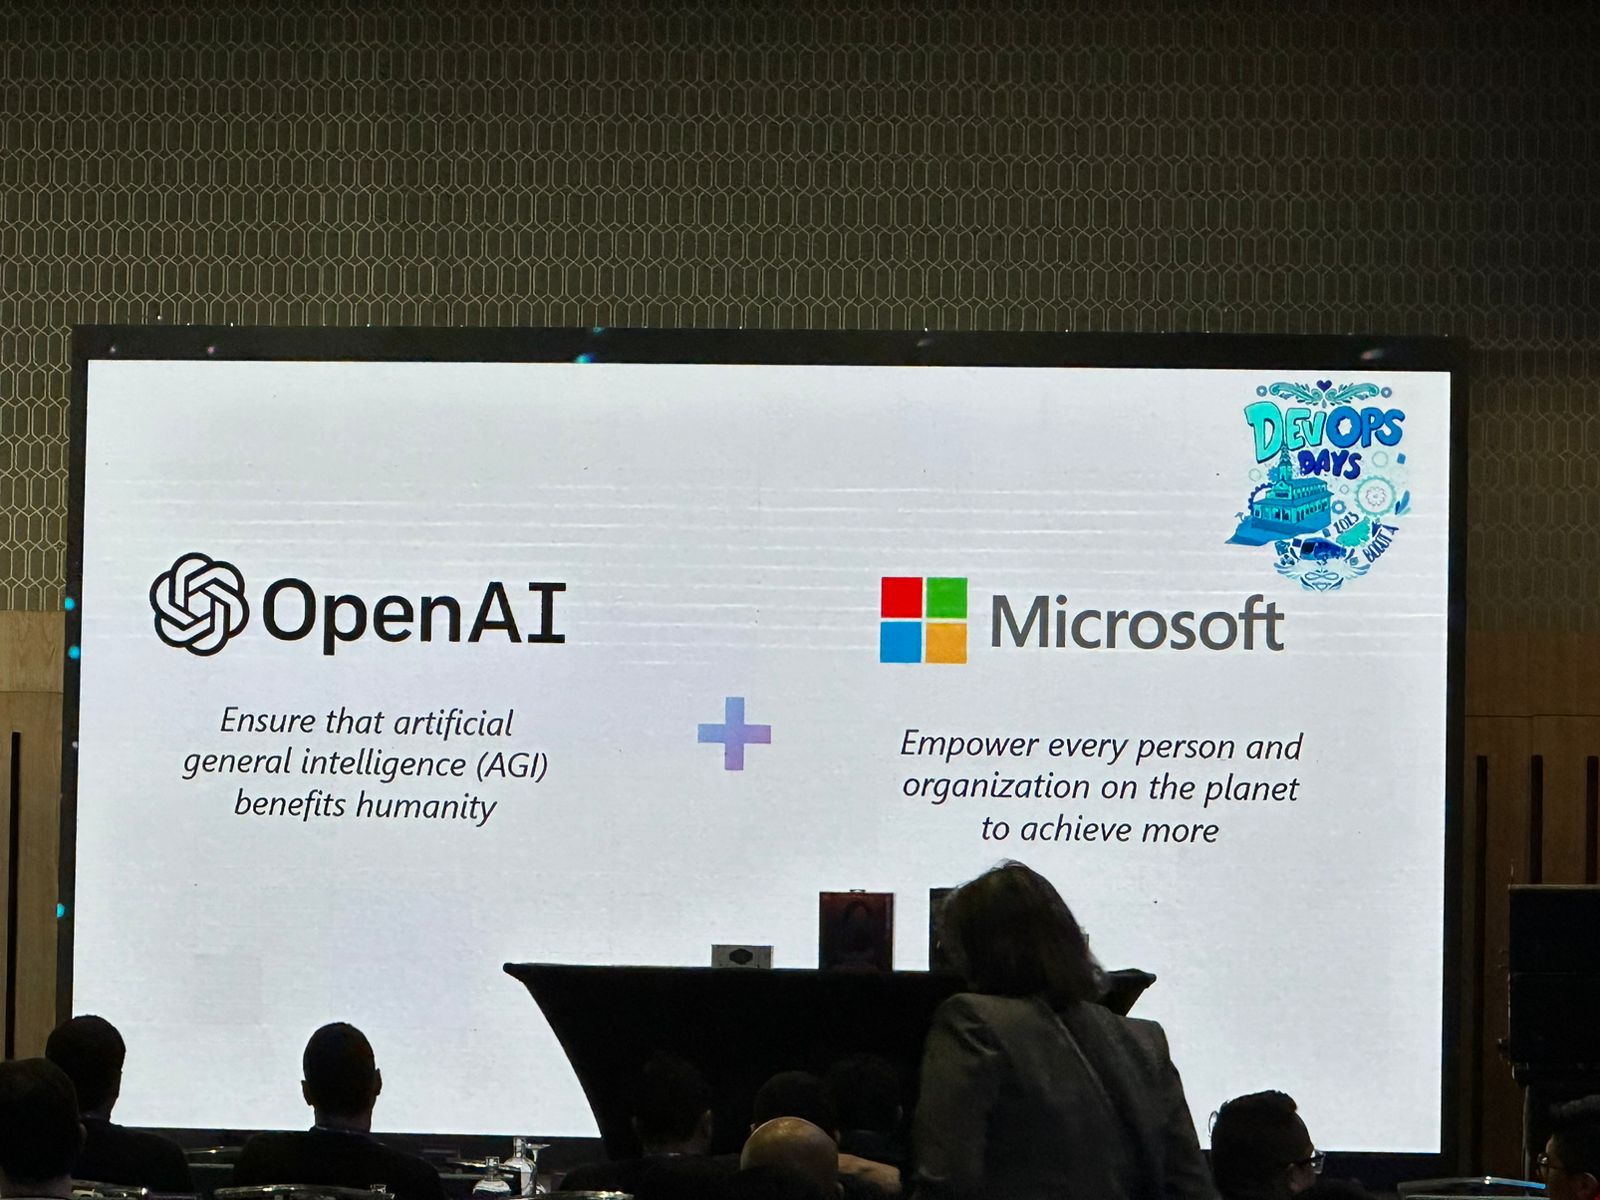 DEVOPS
DAYS
2023
BOGOTÁ
OpenAI
Ensure that artificial
general intelligence (AGI)
benefits humanity
Microsoft
Empower every person and
organization on the planet
to achieve more